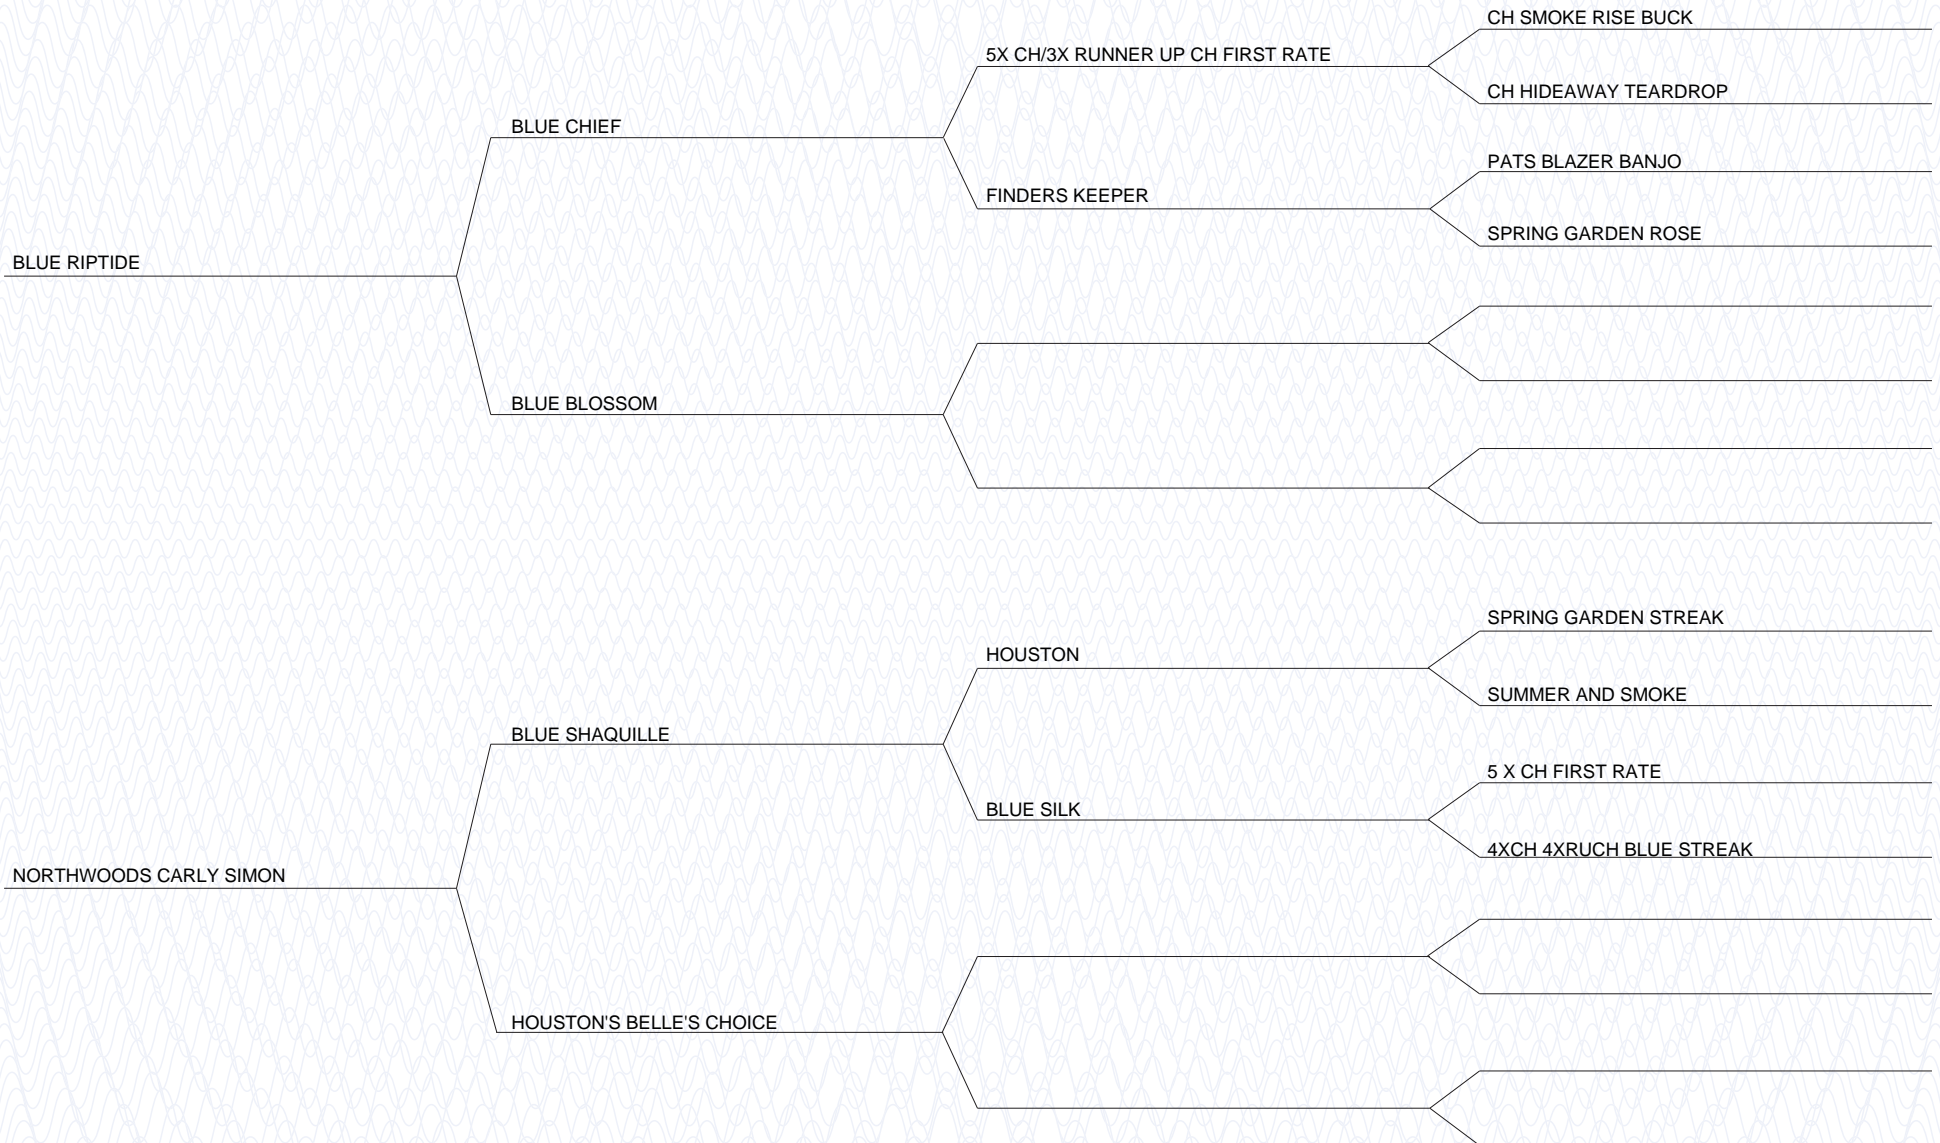 CH SMOKE RISE BUCK
5X CH/3X RUNNER UP CH FIRST RATE
CH HIDEAWAY TEARDROP
BLUE CHIEF
PATS BLAZER BANJO
FINDERS KEEPER
SPRING GARDEN ROSE
BLUE RIPTIDE
BLUE BLOSSOM
SPRING GARDEN STREAK
HOUSTON
SUMMER AND SMOKE
BLUE SHAQUILLE
5 X CH FIRST RATE
BLUE SILK
4XCH 4XRUCH BLUE STREAK
NORTHWOODS CARLY SIMON
HOUSTON'S BELLE'S CHOICE